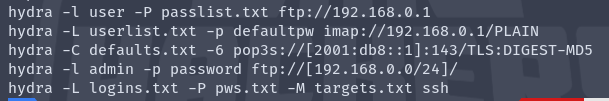 hydra -l user -P passlist.txt ftp://192.168.0.1
hydra -L userlist.txt -p defaultpw imap://192.168.0.1/PLAIN
hydra -C defaults.txt -6 pop3s://[2001:db8::1]:143/TLS:DIGEST-MD5
hydra -l admin -p password ftp://[192.168.0.0/24]/
hydra -L logins.txt -P pws.txt -M targets.txt ssh